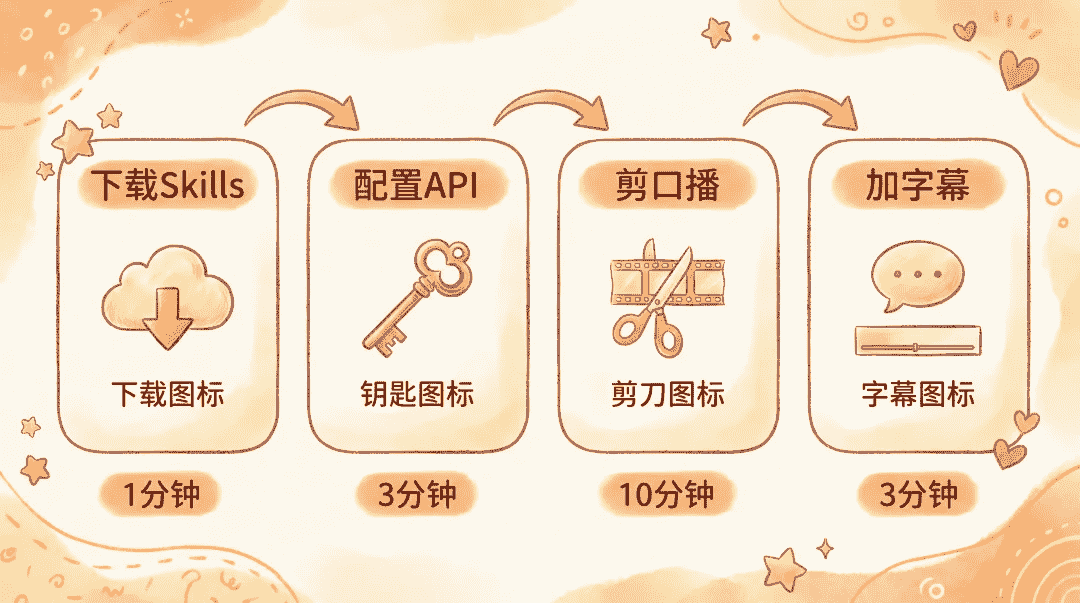 下载Skills
配置API
剪口播
加字幕
下载图标
钥匙图标
剪刀图标
字幕图标
1分钟
3分钟
10分钟
3分钟